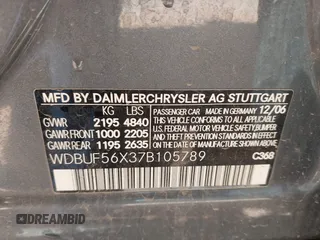 MFD BY DAIMLERCHRYSLER AG STUTTGART
KG LBS
GVWR 2195 4840
GAWR FRONT 1000 2205
GAWR REAR 1195 2635
PASSENGER CAR MADE IN GERMANY 12/06
THIS VEHICLE CONFORMS TO ALL APPLICABLE
FEDERAL MOTOR VEHICLE SAFETY, BUMPER,
AND THEFT PREVENTION STANDARDS
IN EFFECT ON THE DATE OF
MANUFACTURE SHOWN ABOVE.
WDBUF56X37B105789
C368
DREAMBID